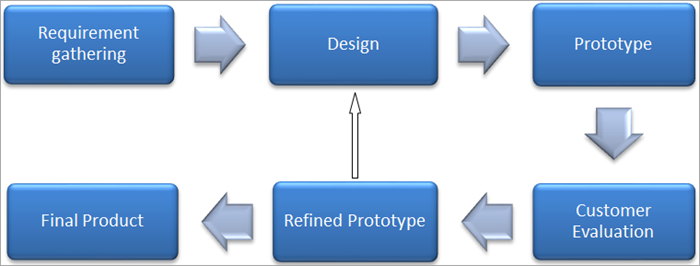 Requirement
gathering
Design
Prototype
Customer
Evaluation
Refined Prototype
Final Product